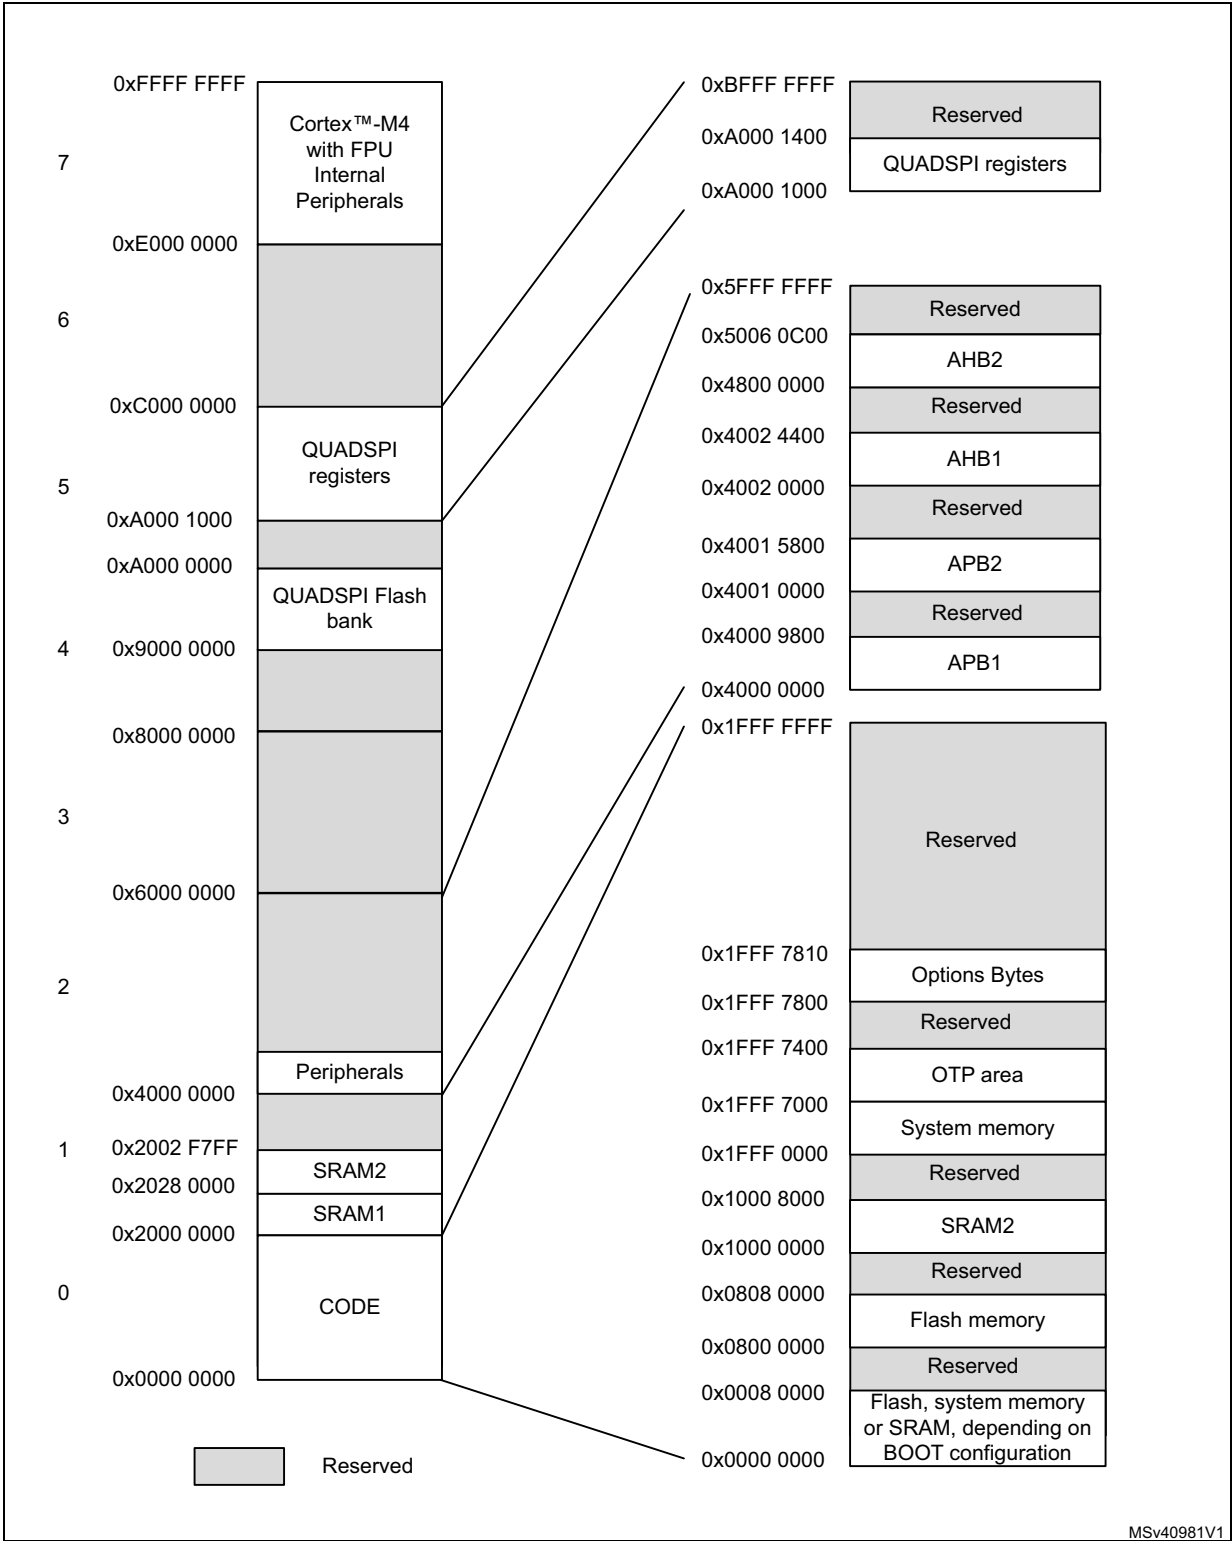 0xFFFF FFFF
Cortex™-M4
with FPU
Internal
Peripherals
7
0xE000 0000
6
0xC000 0000
QUADSPI
registers
5
0xA000 1000
0xA000 0000
QUADSPI Flash
bank
4
0x9000 0000
0x8000 0000
3
0x6000 0000
2
Peripherals
0x4000 0000
1
0x2002 F7FF
SRAM2
0x2028 0000
SRAM1
0x2000 0000
0
CODE
0x0000 0000
Reserved
0xBFFF FFFF
Reserved
0xA000 1400
QUADSPI registers
0xA000 1000
0x5FFF FFFF
Reserved
0x5006 0C00
AHB2
0x4800 0000
Reserved
0x4002 4400
AHB1
0x4002 0000
Reserved
0x4001 5800
APB2
0x4001 0000
Reserved
0x4000 9800
APB1
0x4000 0000
0x1FFF FFFF
Reserved
0x1FFF 7810
Options Bytes
0x1FFF 7800
Reserved
0x1FFF 7400
OTP area
0x1FFF 7000
System memory
0x1FFF 0000
Reserved
0x1000 8000
SRAM2
0x1000 0000
Reserved
0x0808 0000
Flash memory
0x0800 0000
Reserved
0x0008 0000
Flash, system memory
or SRAM, depending on
BOOT configuration
0x0000 0000
MSv40981V1